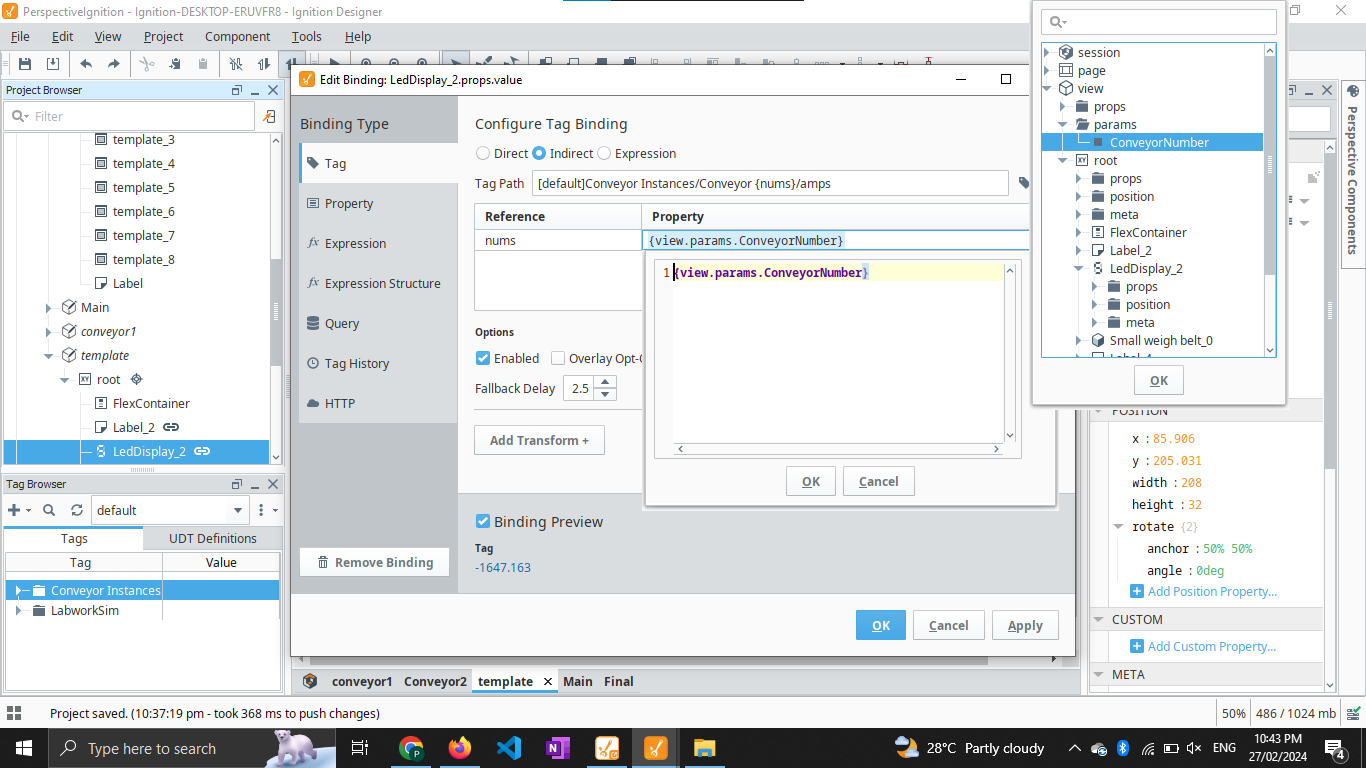 PerspectiveIgnition - Ignition-DESKTOP-ERUVFR8 - Ignition Designer
File Edit View Project Component Tools Help
Project Browser
Filter
template_3
template_4
template_5
template_6
template_7
template_8
Label
Main
conveyor1
template
root
FlexContainer
Label_2
LedDisplay_2
Tag Browser
default
Tags UDT Definitions
Tag Value
Conveyor Instances
LabworkSim
Edit Binding: LedDisplay_2.props.value
Binding Type
Tag
Property
Expression
Expression Structure
Query
Tag History
HTTP
Remove Binding
Configure Tag Binding
Direct Indirect Expression
Tag Path [default]Conveyor Instances/Conveyor {nums}/amps
Reference Property
nums {view.params.ConveyorNumber}
1 {view.params.ConveyorNumber}
OK Cancel
Options
Enabled Overlay Opt-
Fallback Delay 2.5
Add Transform +
Binding Preview
Tag
-1647.163
OK Cancel Apply
session
page
view
props
params
ConveyorNumber
root
props
position
meta
FlexContainer
Label_2
LedDisplay_2
props
position
meta
Small weigh belt_0
Label_4
OK
Perspective Components
POSITION
x : 85.906
y : 205.031
width : 208
height : 32
rotate {2}
anchor : 50% 50%
angle : 0deg
Add Position Property...
CUSTOM
Add Custom Property...
META
conveyor1 Conveyor2 template Main Final
Project saved. (10:37:19 pm - took 368 ms to push changes)
50% 486 / 1024 mb
Type here to search
28°C Partly cloudy
ENG
10:43 PM
27/02/2024
4